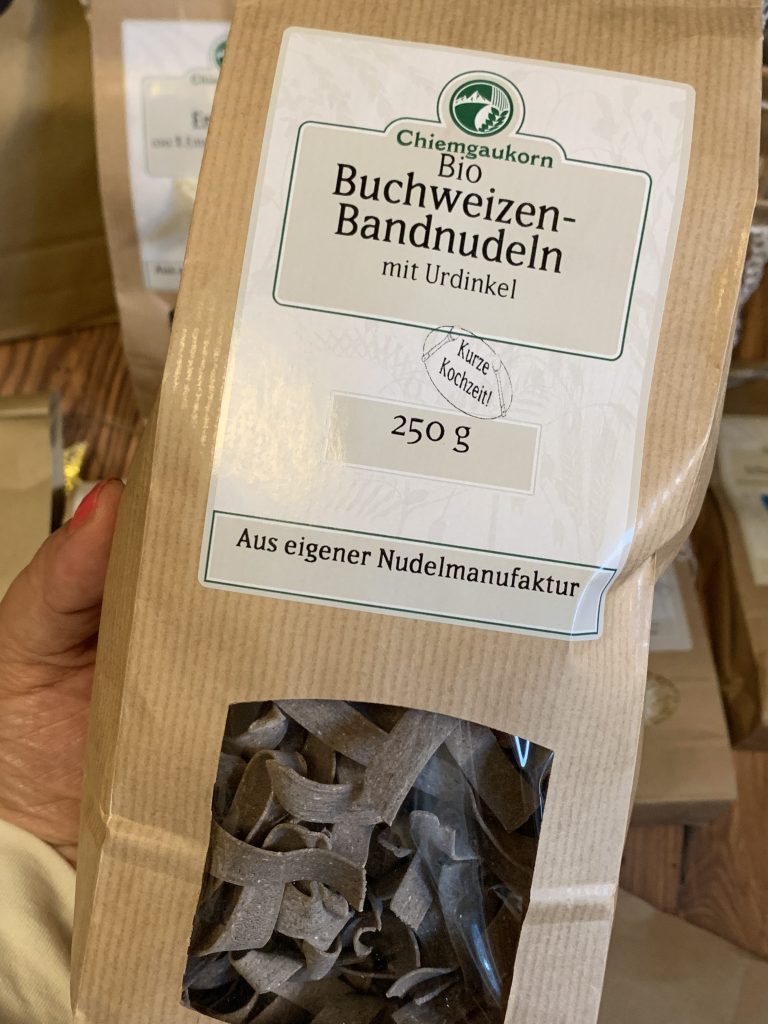 Chiemgaukorn
Bio
Buchweizen-
Bandnudeln
mit Urdinkel
Kurze
Kochzeit!
250 g
Aus eigener Nudelmanufaktur